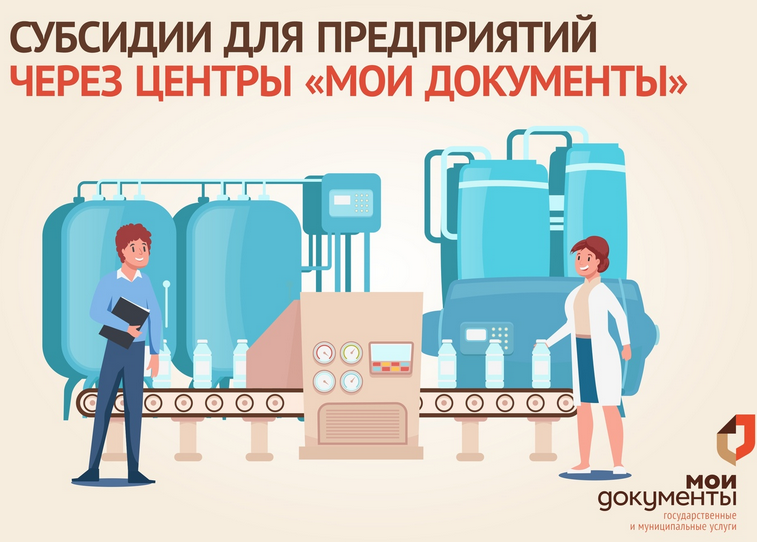 СУБСИДИИ ДЛЯ ПРЕДПРИЯТИЙ
ЧЕРЕЗ ЦЕНТРЫ «МОИ ДОКУМЕНТЫ»
МОИ
документы
государственные
и муниципальные услуги